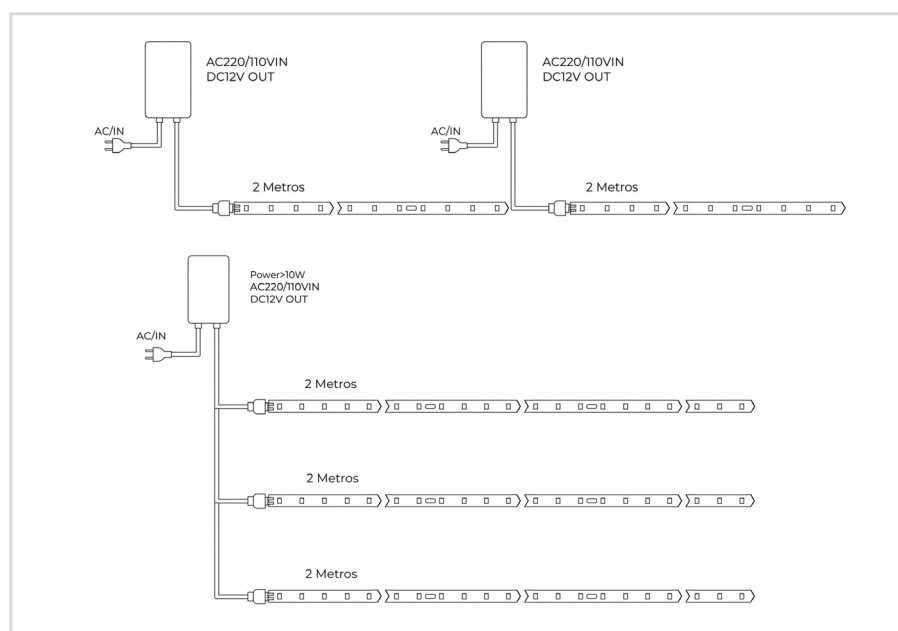 AC220/110VIN
DC12V OUT
AC/IN
2 Metros
AC220/110VIN
DC12V OUT
AC/IN
2 Metros
Power>10W
AC220/110VIN
DC12V OUT
AC/IN
2 Metros
2 Metros
2 Metros